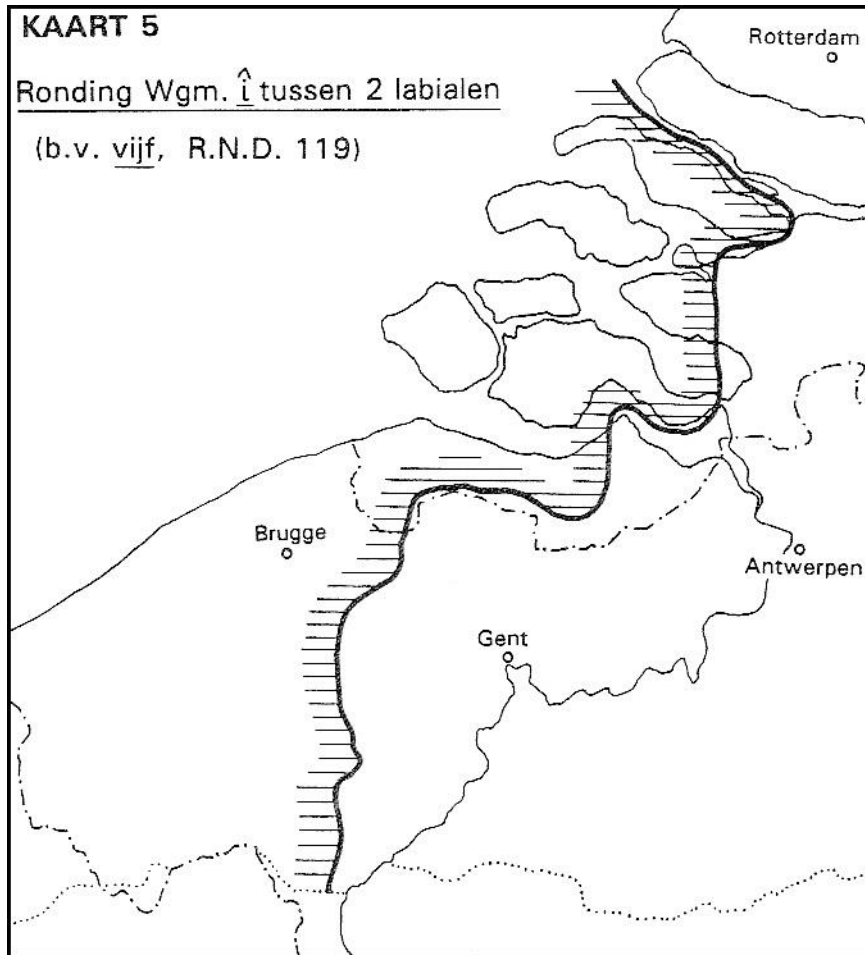 KAART 5
Ronding Wgm. î tussen 2 labialen
(b.v. vijf, R.N.D. 119)
Rotterdam
Brugge
Antwerpen
Gent